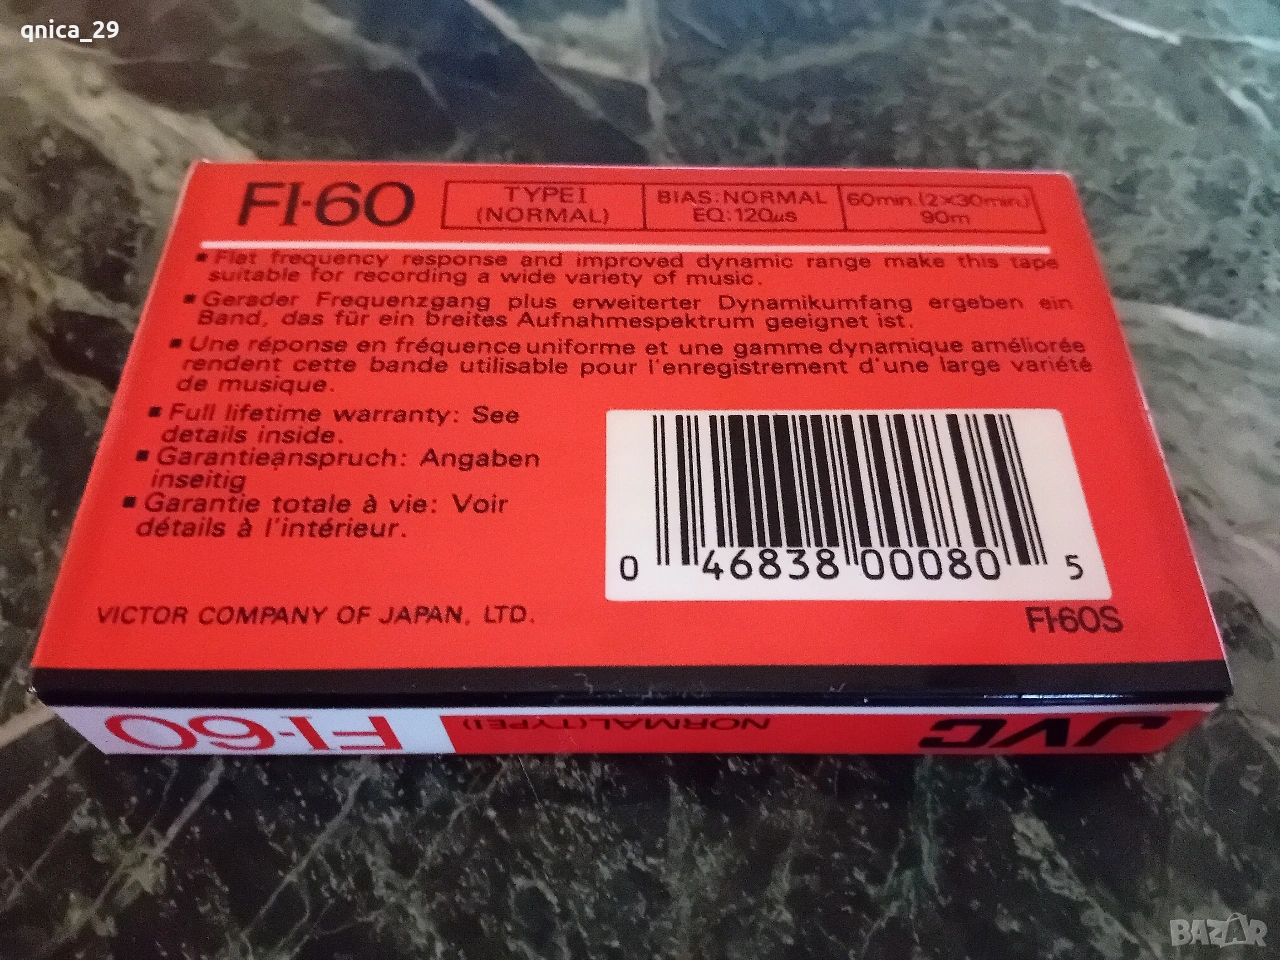 qnica_29
FI-60
TYPE I
(NORMAL)
BIAS: NORMAL
EQ: 120μs
60min. (2×30min.)
90m
▪ Flat frequency response and improved dynamic range make this tape
suitable for recording a wide variety of music.
▪ Gerader Frequenzgang plus erweiterter Dynamikumfang ergeben ein
Band, das für ein breites Aufnahmespektrum geeignet ist.
▪ Une réponse en fréquence uniforme et une gamme dynamique améliorée
rendent cette bande utilisable pour l'enregistrement d'une large variété
de musique.
▪ Full lifetime warranty: See
details inside.
▪ Garantieanspruch: Angaben
inseitig
▪ Garantie totale à vie: Voir
détails à l'intérieur.
0 46838 00080 5
VICTOR COMPANY OF JAPAN, LTD.
FI-60S
JVC
NORMAL (TYPE I)
FI-60
BAZAR